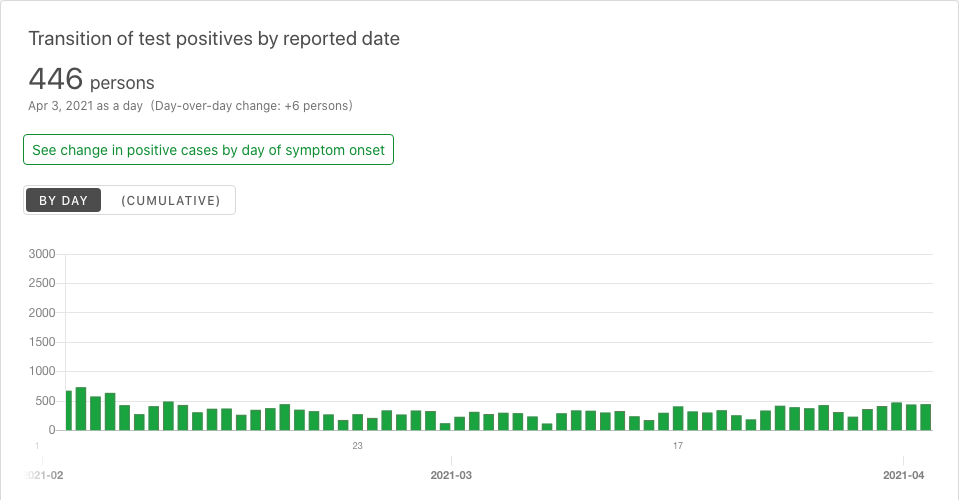 Transition of test positives by reported date
446 persons
Apr 3, 2021 as a day (Day-over-day change: +6 persons)
See change in positive cases by day of symptom onset
BY DAY (CUMULATIVE)
3000
2500
2000
1500
1000
500
0
1 23 17
2021-02 2021-03 2021-04